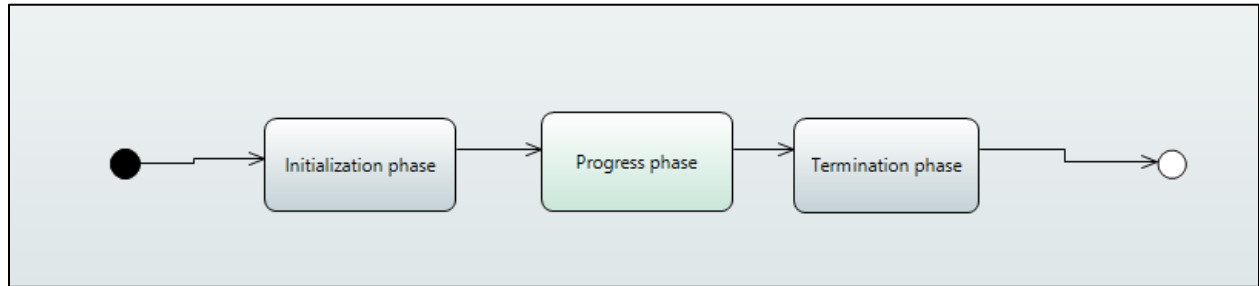 Initialization phase
Progress phase
Termination phase